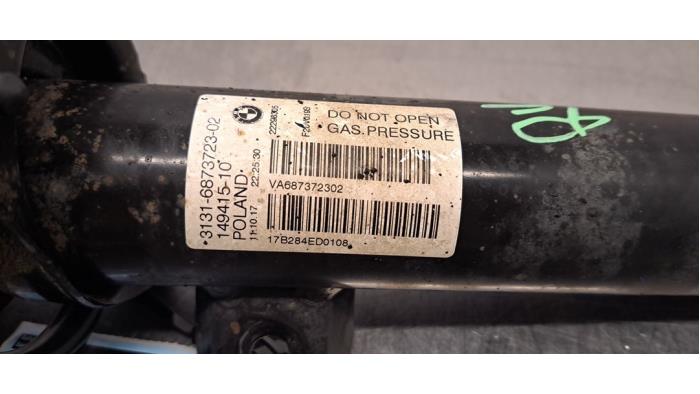 3131-6873723-02
149415-10
POLAND
11.10.17 22:25:30
DO NOT OPEN
GAS.PRESSURE
VA687372302
17B284ED0108